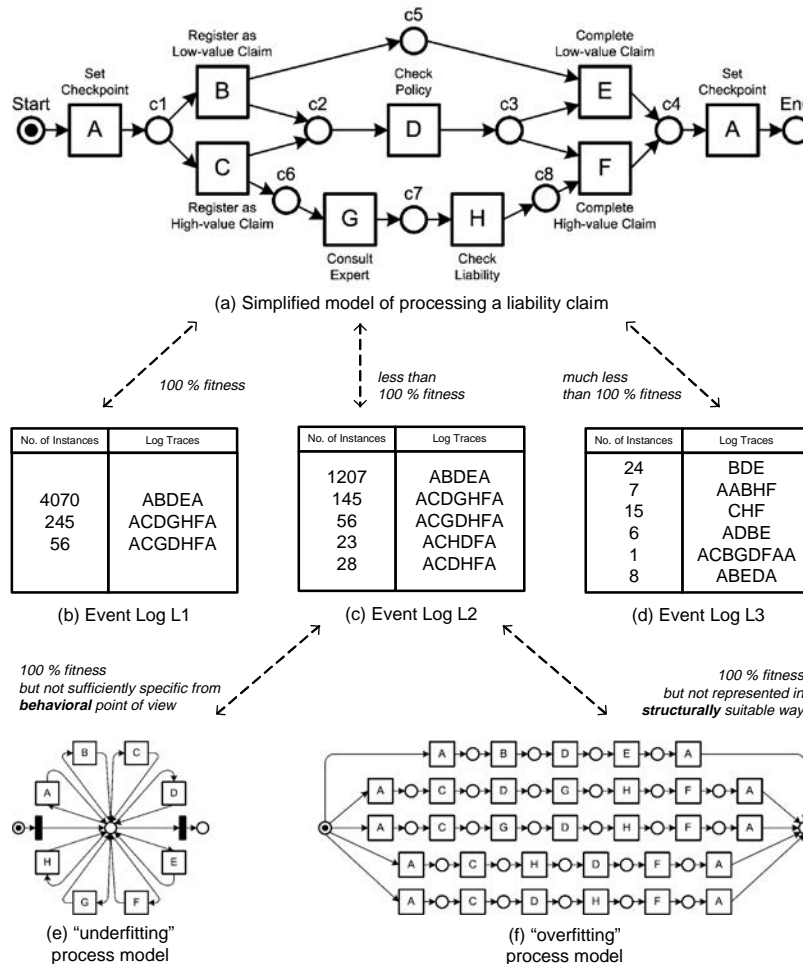 c5
Register as
Low-value Claim
Complete
Low-value Claim
Set
Checkpoint
B
Check
Policy
E
Set
Checkpoint
Start
c1
c2
c3
c4
End
A
D
A
C
c6
c7
c8
F
Register as
High-value Claim
G
H
Complete
High-value Claim
Consult
Expert
Check
Liability
(a) Simplified model of processing a liability claim
100 % fitness
less than
100 % fitness
much less
than 100 % fitness
No. of Instances Log Traces
4070 ABDEA
245 ACDGHFA
56 ACGDHFA
(b) Event Log L1
No. of Instances Log Traces
1207 ABDEA
145 ACDGHFA
56 ACGDHFA
23 ACHDFA
28 ACDHFA
(c) Event Log L2
No. of Instances Log Traces
24 BDE
7 AABHF
15 CHF
6 ADBE
1 ACBGDFAA
8 ABEDA
(d) Event Log L3
100 % fitness
but not sufficiently specific from
behavioral point of view
100 % fitness
but not represented in
structurally suitable way
B C
A D
H E
G F
(e) "underfitting"
process model
A B D E A
A C D G H F A
A C G D H F A
A C H D F A
A C D H F A
(f) "overfitting"
process model